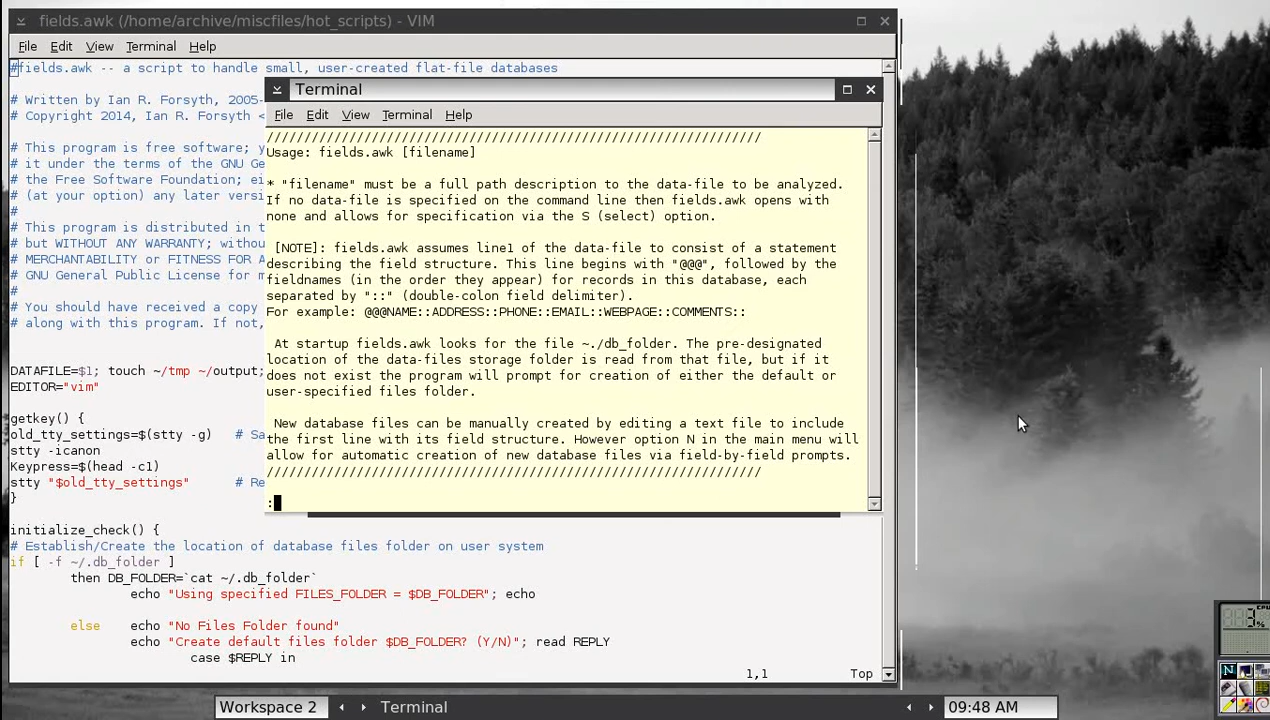 fields.awk (/home/archive/miscfiles/hot_scripts) - VIM
File Edit View Terminal Help
#fields.awk -- a script to handle small, user-created flat-file databases
# Written by Ian R. Forsyth, 2005-
# Copyright 2014, Ian R. Forsyth <
# This program is free software; y
# it under the terms of the GNU Ge
# the Free Software Foundation; ei
# (at your option) any later versi
#
# This program is distributed in t
# but WITHOUT ANY WARRANTY; withou
# MERCHANTABILITY or FITNESS FOR A
# GNU General Public License for m
#
# You should have received a copy
# along with this program. If not,
DATAFILE=$1; touch ~/tmp ~/output;
EDITOR="vim"
getkey() {
old_tty_settings=$(stty -g) # Sa
stty -icanon
Keypress=$(head -c1)
stty "$old_tty_settings" # Re
}
initialize_check() {
# Establish/Create the location of database files folder on user system
if [ -f ~/.db_folder ]
then DB_FOLDER=`cat ~/.db_folder`
echo "Using specified FILES_FOLDER = $DB_FOLDER"; echo
else echo "No Files Folder found"
echo "Create default files folder $DB_FOLDER? (Y/N)"; read REPLY
case $REPLY in
1,1 Top
Terminal
File Edit View Terminal Help
//////////////////////////////////////////////////////////////////
Usage: fields.awk [filename]
* "filename" must be a full path description to the data-file to be analyzed.
If no data-file is specified on the command line then fields.awk opens with
none and allows for specification via the S (select) option.
[NOTE]: fields.awk assumes line1 of the data-file to consist of a statement
describing the field structure. This line begins with "@@@", followed by the
fieldnames (in the order they appear) for records in this database, each
separated by "::" (double-colon field delimiter).
For example: @@@NAME::ADDRESS::PHONE::EMAIL::WEBPAGE::COMMENTS::
At startup fields.awk looks for the file ~./db_folder. The pre-designated
location of the data-files storage folder is read from that file, but if it
does not exist the program will prompt for creation of either the default or
user-specified files folder.
New database files can be manually created by editing a text file to include
the first line with its field structure. However option N in the main menu will
allow for automatic creation of new database files via field-by-field prompts.
//////////////////////////////////////////////////////////////////
:
Workspace 2 Terminal 09:48 AM